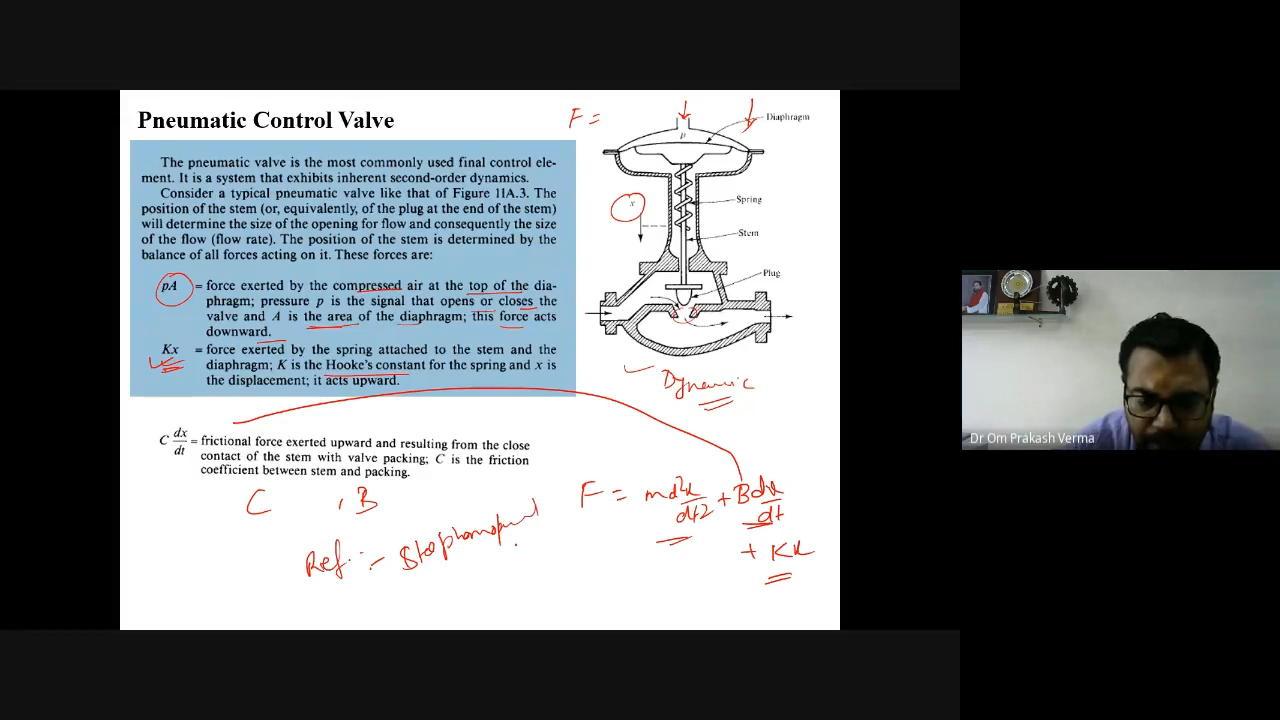 Pneumatic Control Valve
The pneumatic valve is the most commonly used final control ele-
ment. It is a system that exhibits inherent second-order dynamics.
Consider a typical pneumatic valve like that of Figure 11A.3. The
position of the stem (or, equivalently, of the plug at the end of the stem)
will determine the size of the opening for flow and consequently the size
of the flow (flow rate). The position of the stem is determined by the
balance of all forces acting on it. These forces are:
pA = force exerted by the compressed air at the top of the dia-
phragm; pressure p is the signal that opens or closes the
valve and A is the area of the diaphragm; this force acts
downward.
Kx = force exerted by the spring attached to the stem and the
diaphragm; K is the Hooke's constant for the spring and x is
the displacement; it acts upward.
C dx/dt = frictional force exerted upward and resulting from the close
contact of the stem with valve packing; C is the friction
coefficient between stem and packing.
C , B
Ref. :-
F =
p
Diaphragm
x
Spring
Stem
Plug
Dynamic
F = md²x/dt2 + B dx/dt
+ Kx
Dr Om Prakash Verma